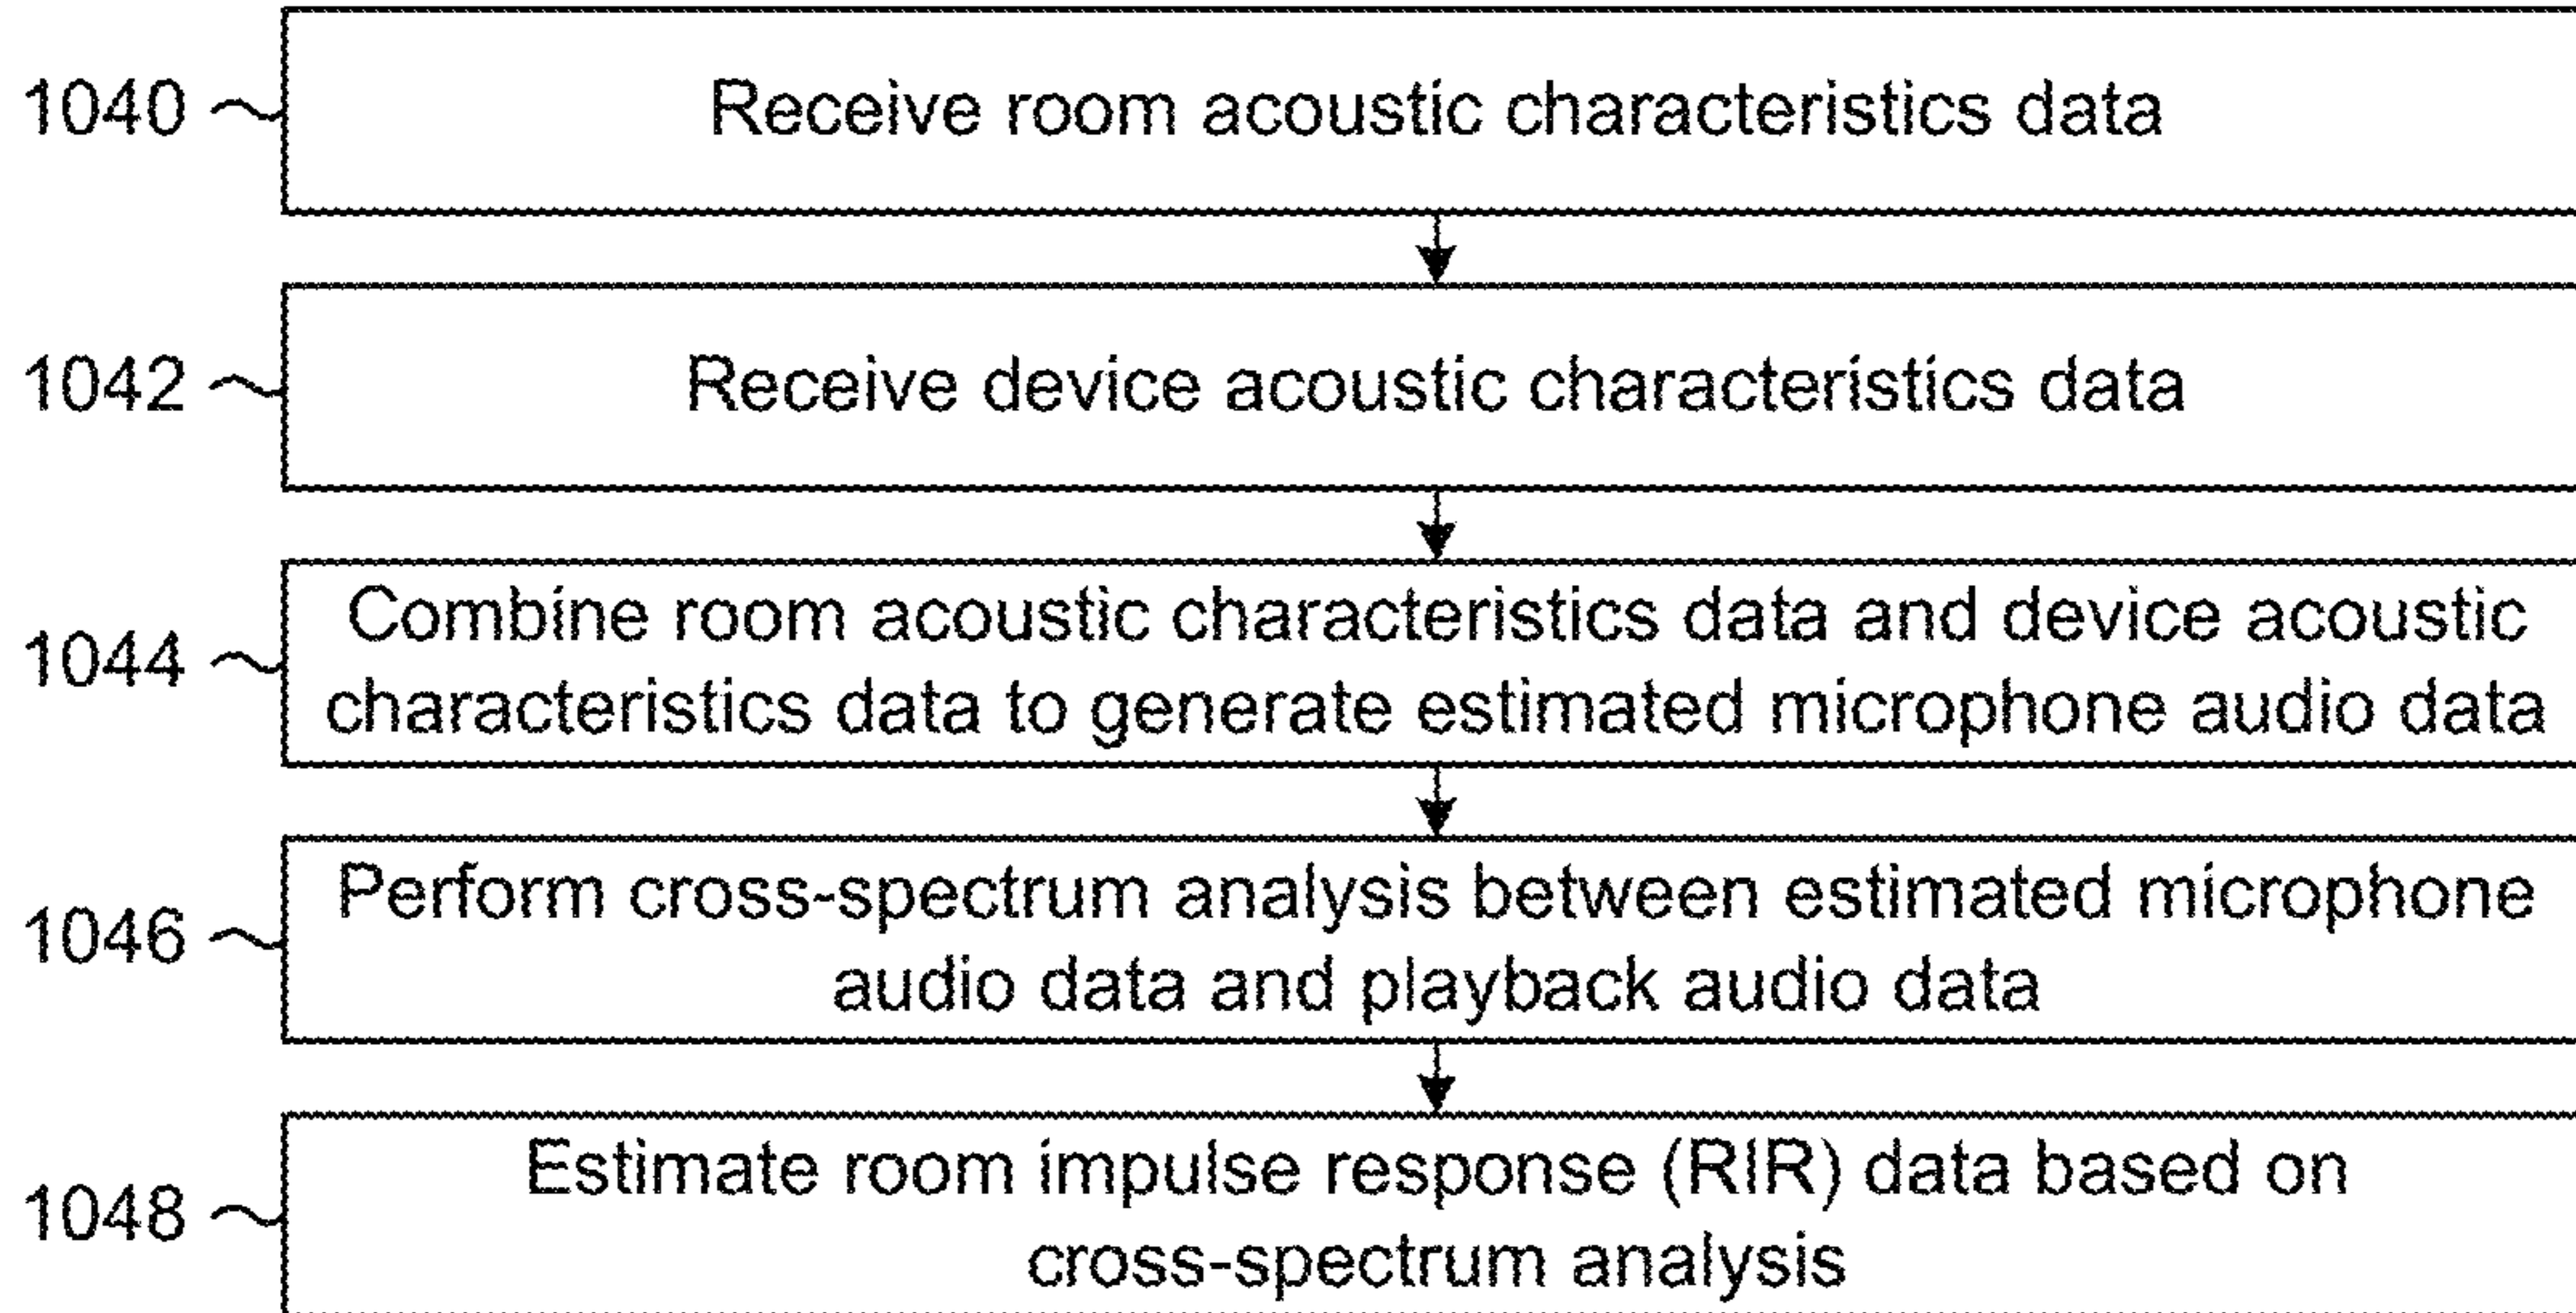 1040 Receive room acoustic characteristics data
1042 Receive device acoustic characteristics data
Combine room acoustic characteristics data and device acoustic
1044
characteristics data to generate estimated microphone audio data
Perform cross-spectrum analysis between estimated microphone
1046
audio data and playback audio data
Estimate room impulse response (RIR) data based on
1048
cross-spectrum analysis